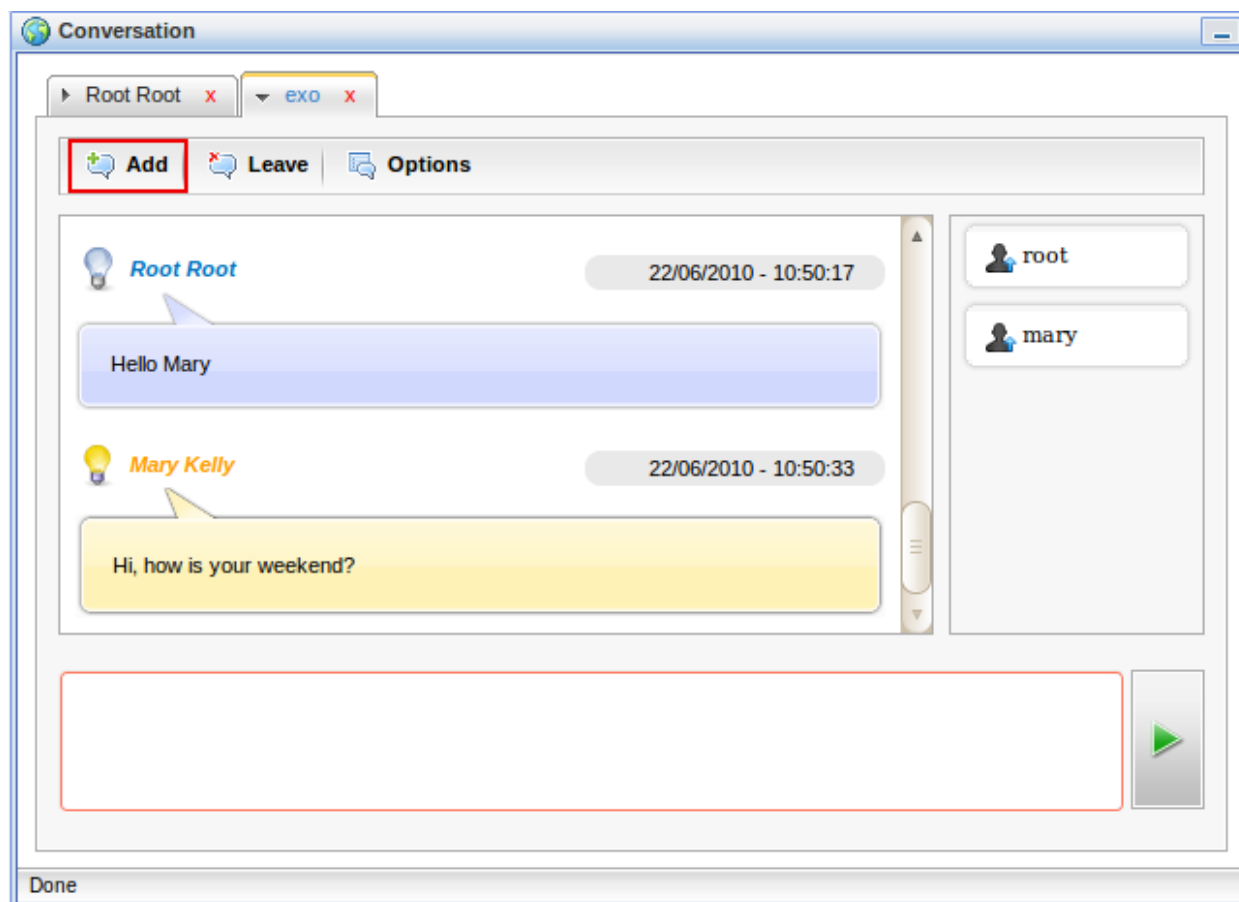 Conversation
Root Root x exo x
Add Leave Options
Root Root 22/06/2010 - 10:50:17
Hello Mary
Mary Kelly 22/06/2010 - 10:50:33
Hi, how is your weekend?
root
mary
Done